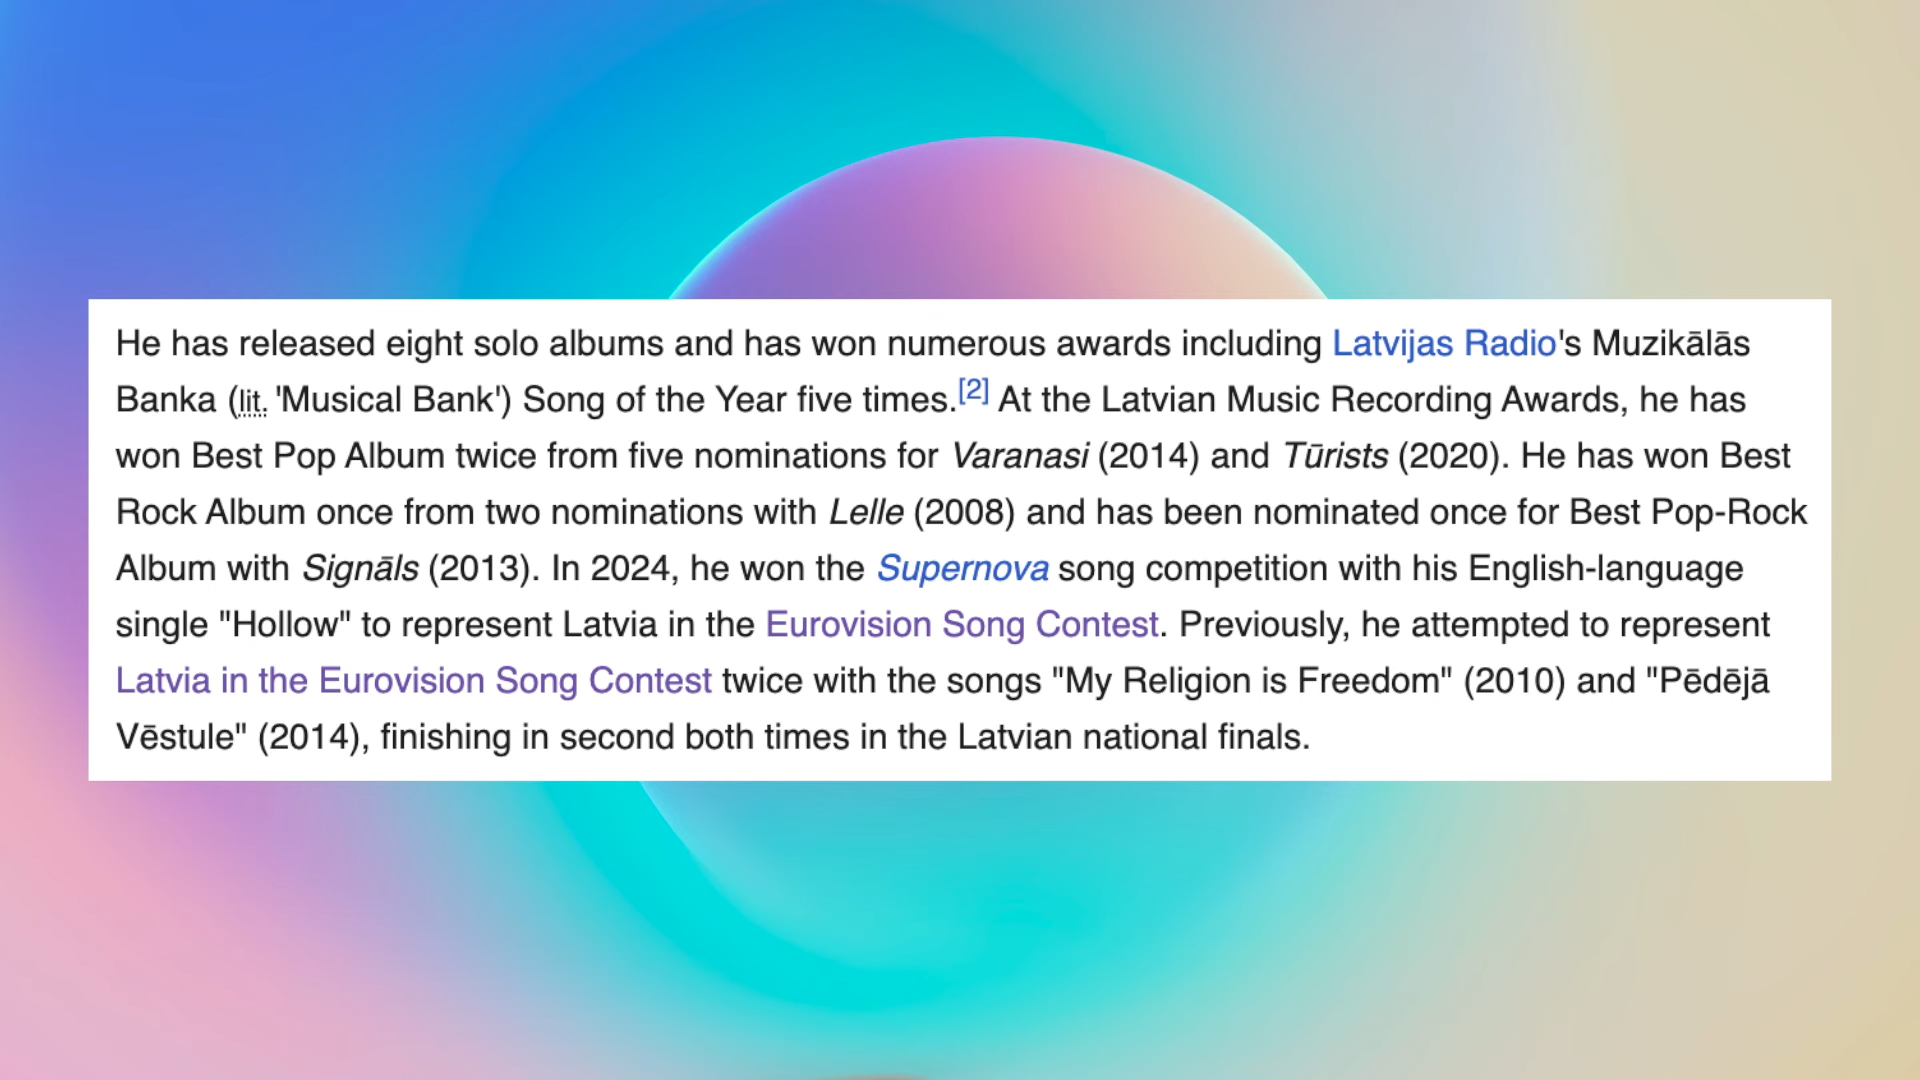 He has released eight solo albums and has won numerous awards including Latvijas Radio's Muzikālās
Banka (lit. 'Musical Bank') Song of the Year five times.[2] At the Latvian Music Recording Awards, he has
won Best Pop Album twice from five nominations for Varanasi (2014) and Tūrists (2020). He has won Best
Rock Album once from two nominations with Lelle (2008) and has been nominated once for Best Pop-Rock
Album with Signāls (2013). In 2024, he won the Supernova song competition with his English-language
single "Hollow" to represent Latvia in the Eurovision Song Contest. Previously, he attempted to represent
Latvia in the Eurovision Song Contest twice with the songs "My Religion is Freedom" (2010) and "Pēdējā
Vēstule" (2014), finishing in second both times in the Latvian national finals.